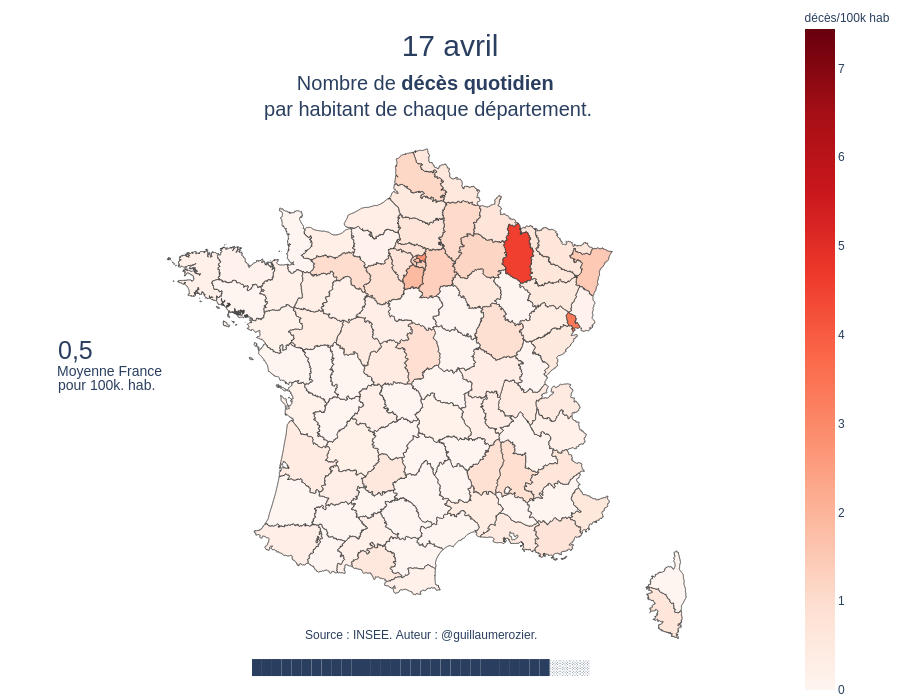 17 avril
décès/100k hab
Nombre de décès quotidien
par habitant de chaque département.
7
6
5
4
3
2
1
0
0,5
Moyenne France
pour 100k. hab.
Source : INSEE. Auteur : @guillaumerozier.